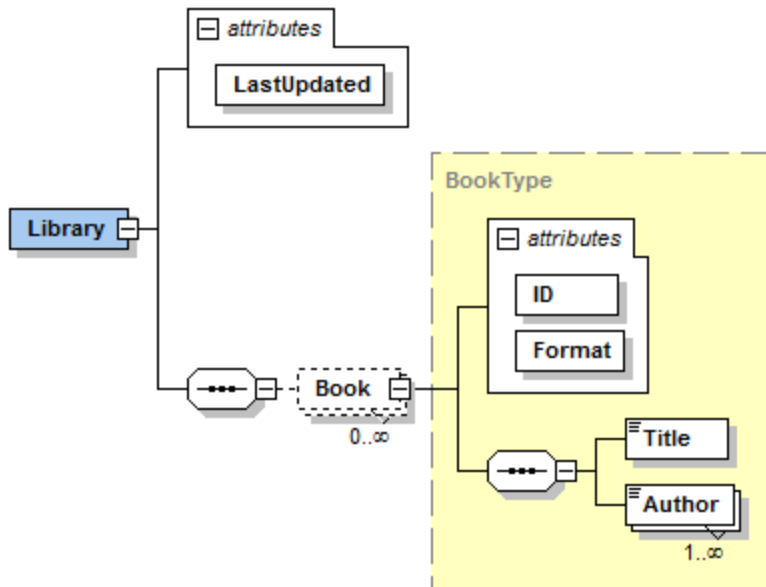 attributes
LastUpdated
BookType
Library
attributes
ID
Format
Book
0..∞
Title
Author
1..∞